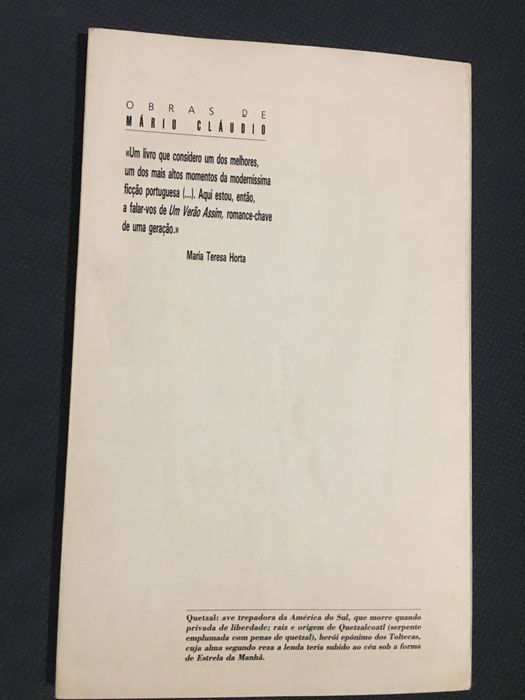 OBRAS DE
MÁRIO CLÁUDIO
«Um livro que considero um dos melhores,
um dos mais altos momentos da moderníssima
ficção portuguesa (...). Aqui estou, então,
a falar-vos de Um Verão Assim, romance-chave
de uma geração.»
Maria Teresa Horta
Quetzal: ave trepadora da América do Sul, que morre quando
privada de liberdade; raiz e origem de Quetzalcoatl (serpente
emplumada com penas de quetzal), herói epónimo dos Toltecas,
cuja alma segundo reza a lenda teria subido ao céu sob a forma
de Estrela da Manhã.